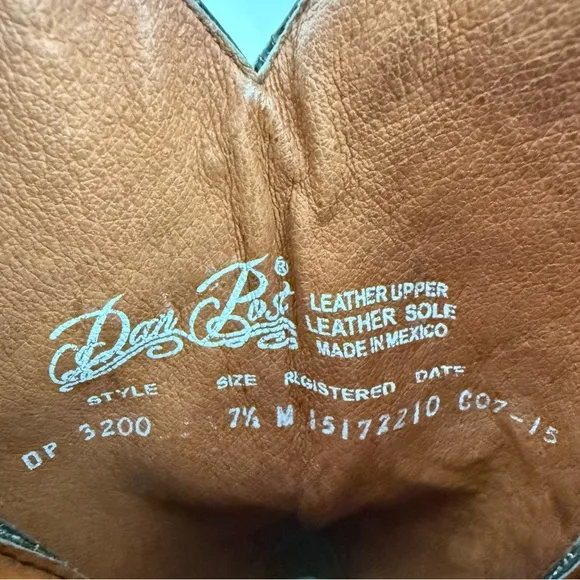 Dan Post®
LEATHER UPPER
LEATHER SOLE
MADE IN MEXICO
STYLE SIZE REGISTERED DATE
DP 3200 7½ M 15172210 C07-15